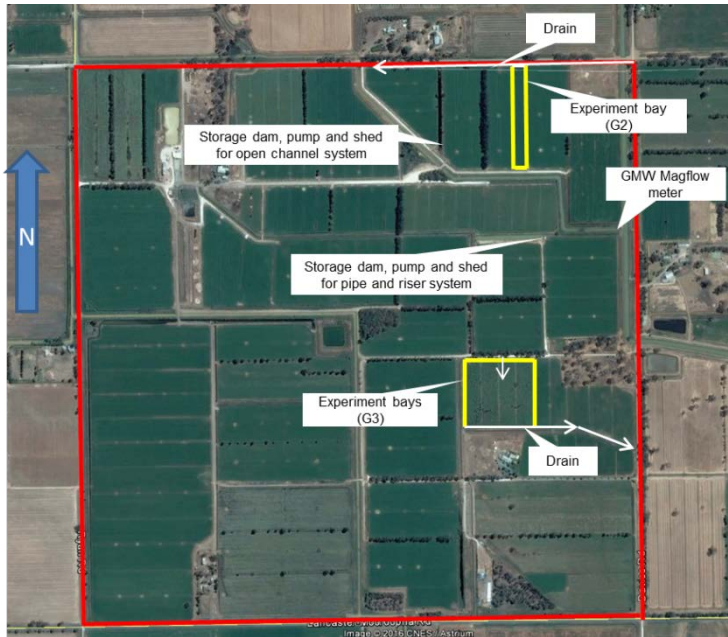 Drain
Experiment bay
(G2)
Storage dam, pump and shed
for open channel system
GMW Magflow
meter
N
Storage dam, pump and shed
for pipe and riser system
Experiment bays
(G3)
Drain
Image © 2016 CNES / Astrium